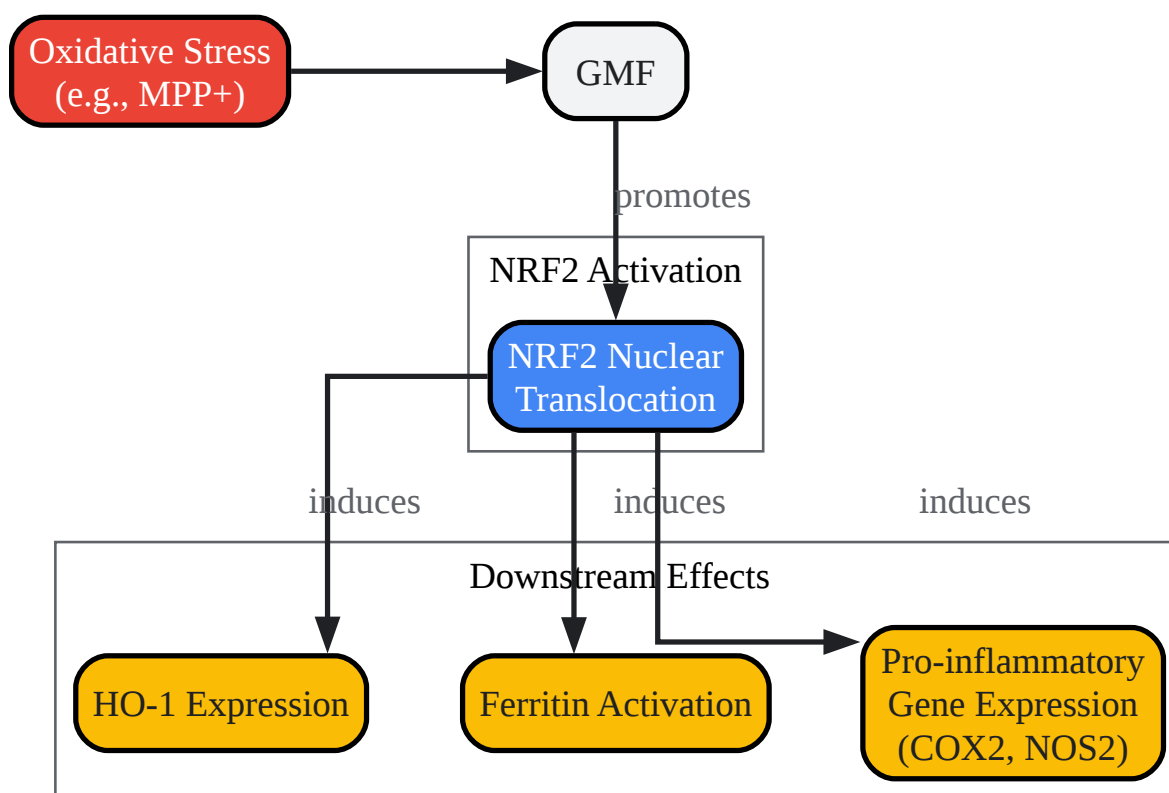 Oxidative Stress
(e.g., MPP+)
GMF
promotes
NRF2 Activation
NRF2 Nuclear
Translocation
induces
induces
induces
Downstream Effects
HO-1 Expression
Ferritin Activation
Pro-inflammatory
Gene Expression
(COX2, NOS2)